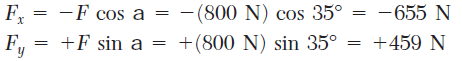 Fx = −F cos a = −(800 N) cos 35° = −655 N
Fy = +F sin a = +(800 N) sin 35° = +459 N